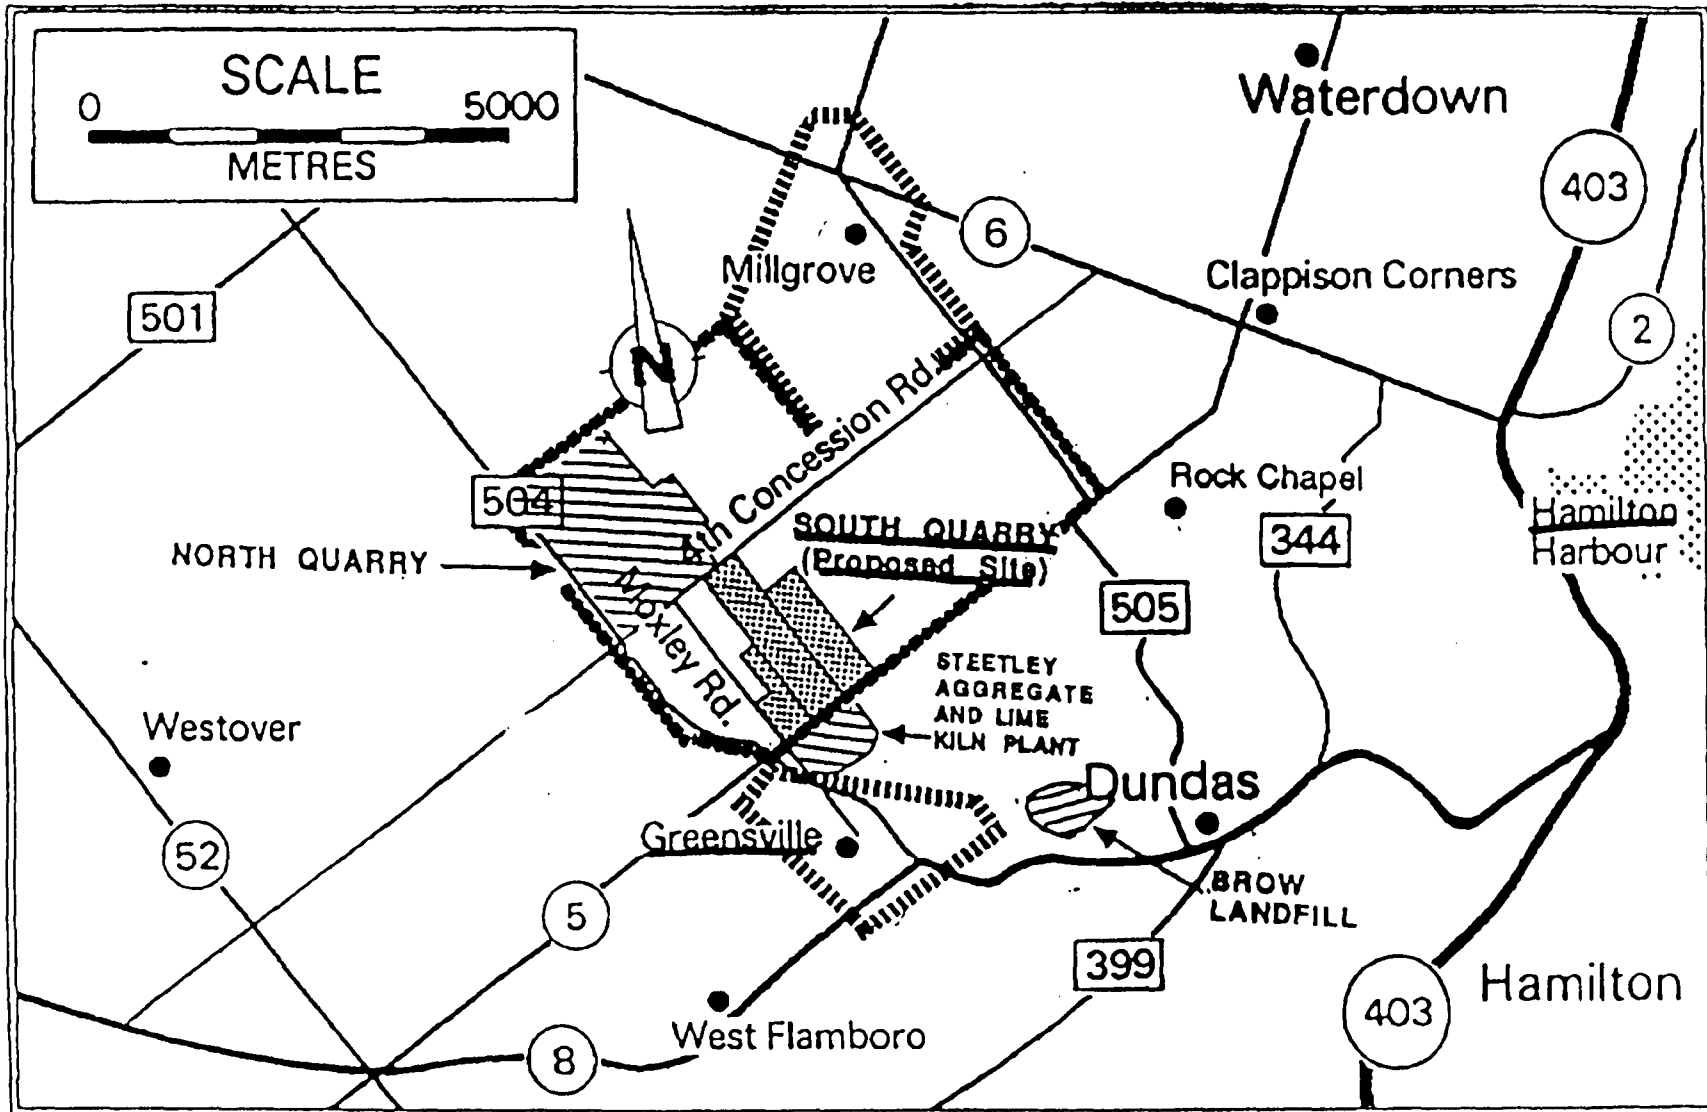 SCALE
0 5000
METRES
Waterdown
403
6
Millgrove
Clappison Corners
501
2
N
4th Concession Rd.
504
Rock Chapel
SOUTH QUARRY
(Proposed Site)
344
Hamilton
Harbour
NORTH QUARRY
Moxley Rd.
505
STEETLEY
AGGREGATE
AND LIME
KILN PLANT
Westover
Dundas
Greensville
52
5
BROW
LANDFILL
399
Hamilton
403
West Flamboro
8